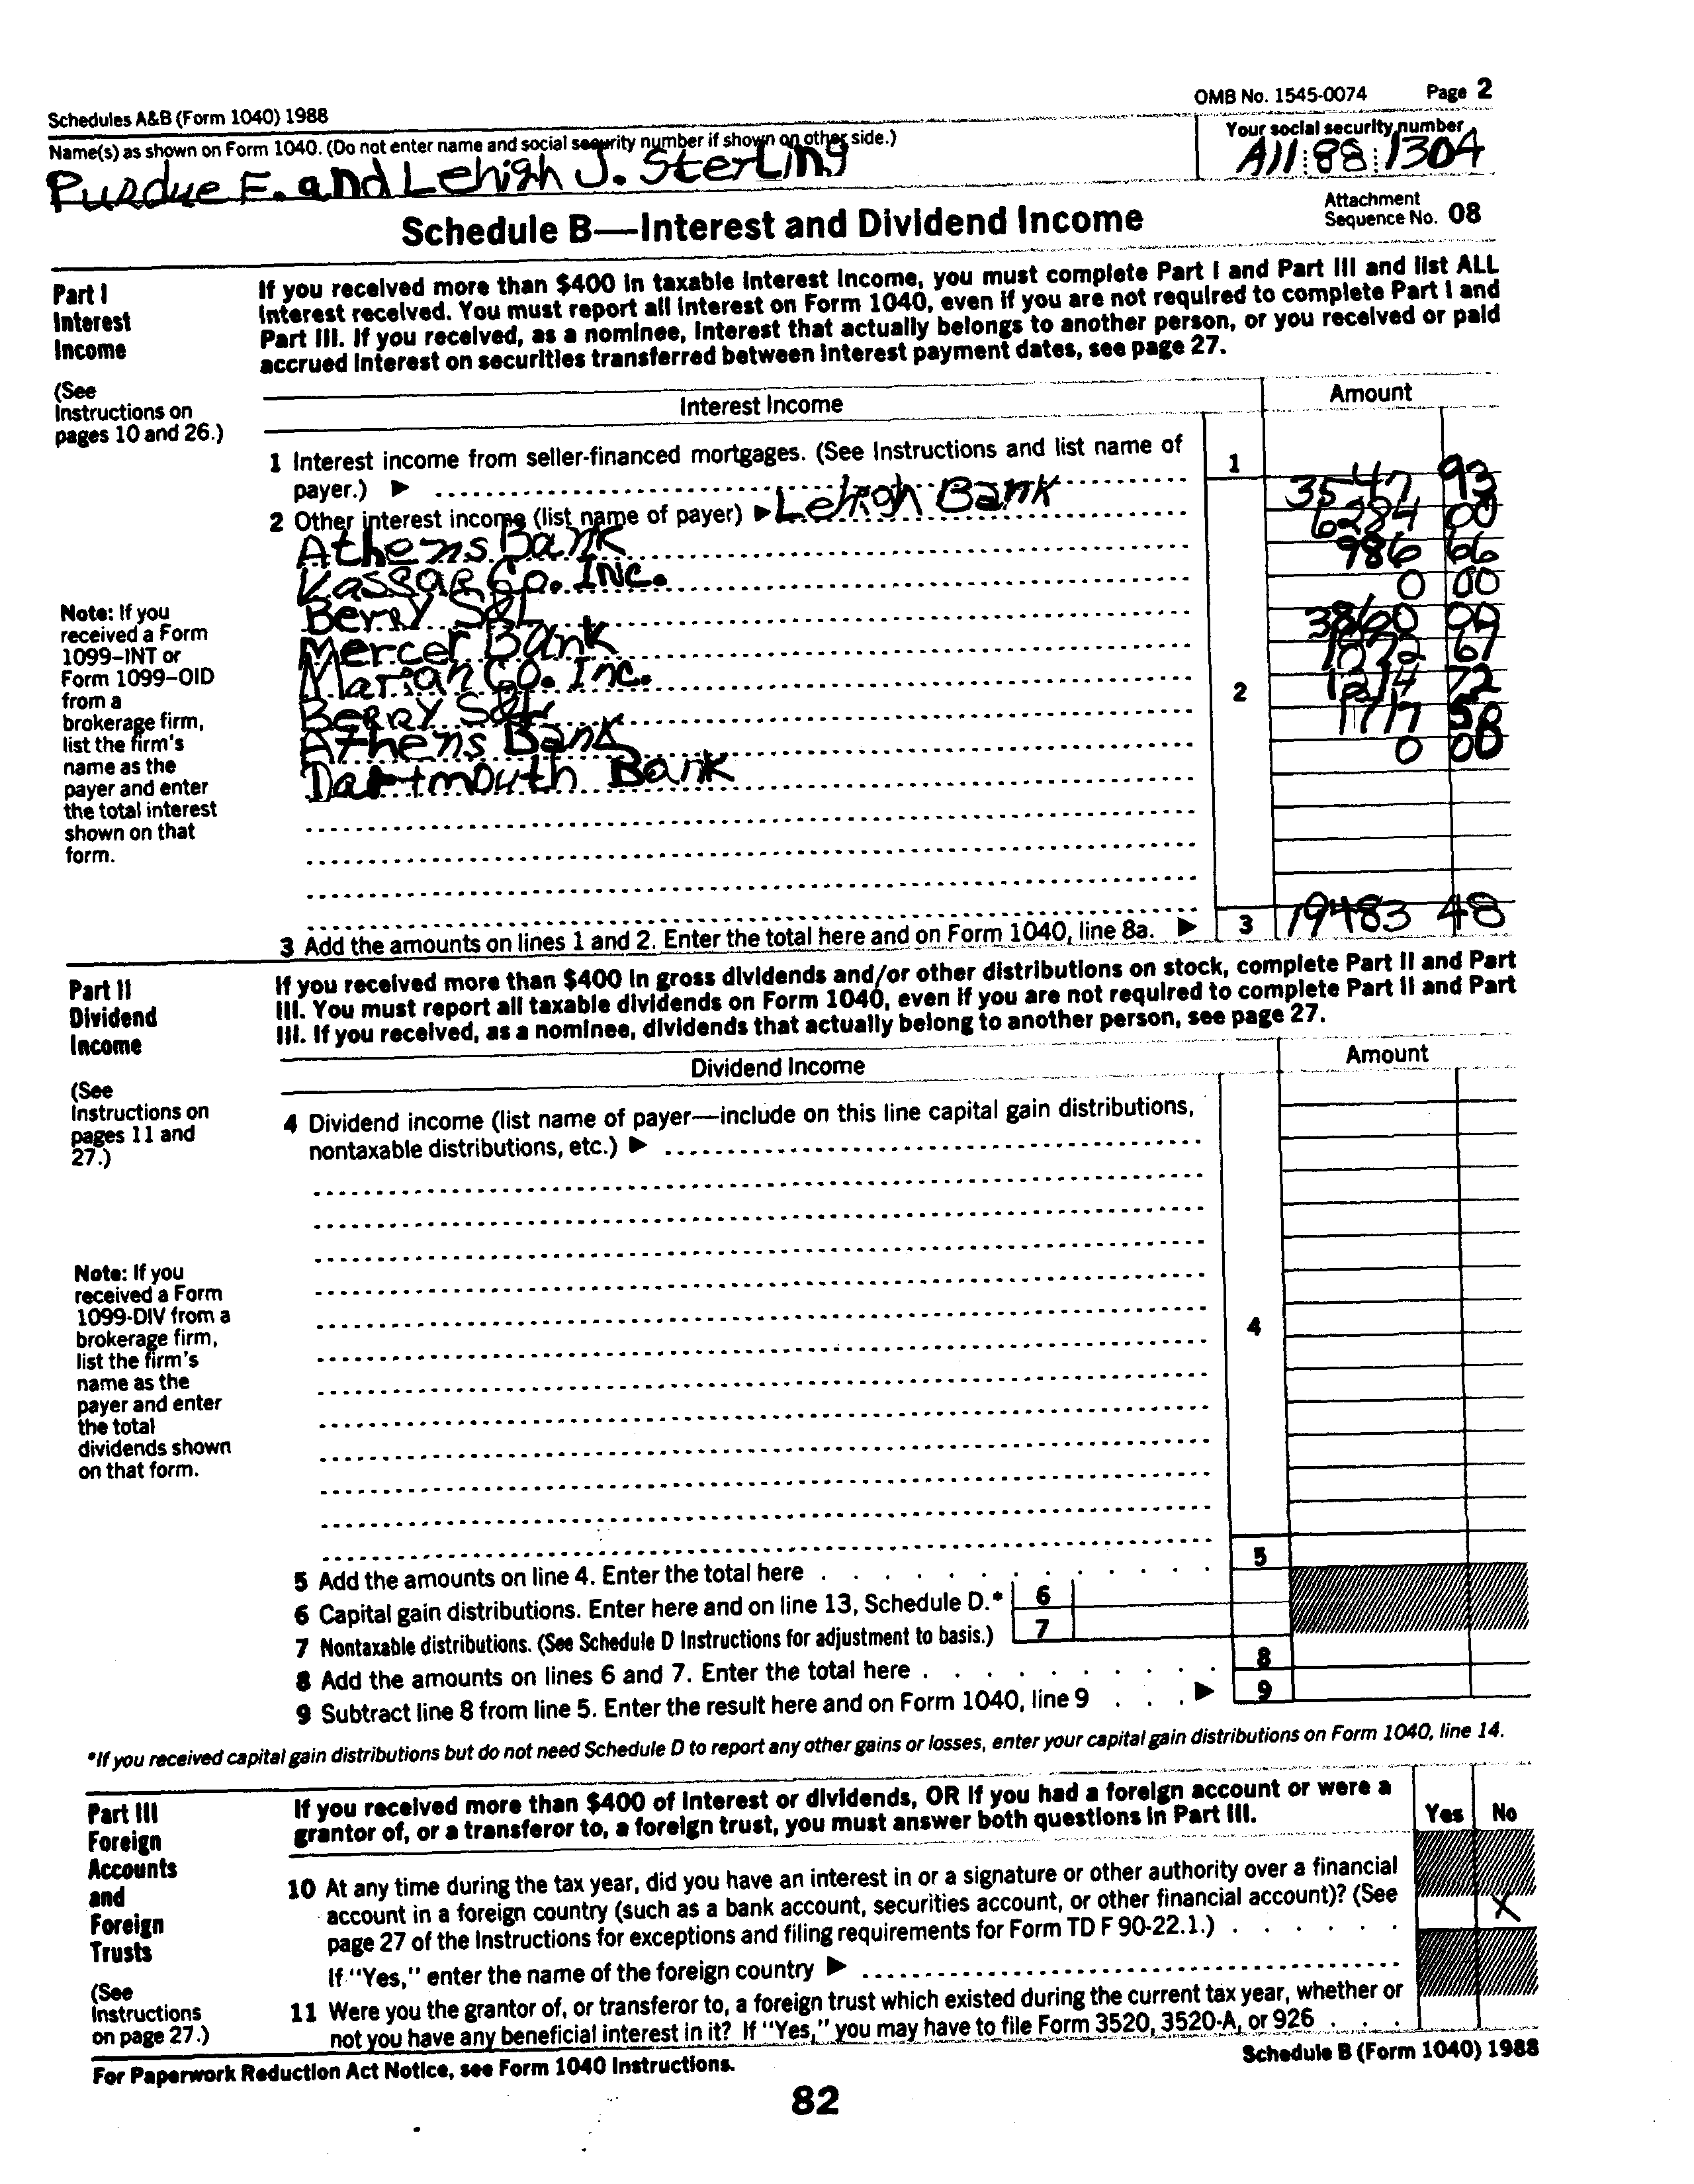 Schedules A&B (Form 1040) 1988
OMB No. 1545-0074
Page 2
Name(s) as shown on Form 1040. (Do not enter name and social security number if shown on other side.)
Purdue E. and Lehigh J. Sterling
Your social security number
A11 88 1304
Schedule B—Interest and Dividend Income
Attachment
Sequence No. 08
Part I
Interest
Income
(See
Instructions on
pages 10 and 26.)
If you received more than $400 in taxable interest income, you must complete Part I and Part III and list ALL
interest received. You must report all interest on Form 1040, even if you are not required to complete Part I and
Part III. If you received, as a nominee, interest that actually belongs to another person, or you received or paid
accrued interest on securities transferred between interest payment dates, see page 27.
Interest Income
Amount
1 Interest income from seller-financed mortgages. (See Instructions and list name of
payer.) ▶
1
2 Other interest income (list name of payer) ▶ Lehigh Bank 3547 93
Athens Bank 6284 00
Vassar Co. Inc. 986 66
Berry S&L 0 00
Mercer Bank 3860 00
Marian Co. Inc. 1872 67
Berry S&L 1214 72
Athens Bank 1717 50
Dartmouth Bank 0 00
2
Note: If you
received a Form
1099–INT or
Form 1099–OID
from a
brokerage firm,
list the firm's
name as the
payer and enter
the total interest
shown on that
form.
3 Add the amounts on lines 1 and 2. Enter the total here and on Form 1040, line 8a. ▶ 3 19483 48
Part II
Dividend
Income
(See
Instructions on
pages 11 and
27.)
If you received more than $400 in gross dividends and/or other distributions on stock, complete Part II and Part
III. You must report all taxable dividends on Form 1040, even if you are not required to complete Part II and Part
III. If you received, as a nominee, dividends that actually belong to another person, see page 27.
Dividend Income
Amount
4 Dividend income (list name of payer—include on this line capital gain distributions,
nontaxable distributions, etc.) ▶
4
Note: If you
received a Form
1099-DIV from a
brokerage firm,
list the firm's
name as the
payer and enter
the total
dividends shown
on that form.
5 Add the amounts on line 4. Enter the total here . . . . . . . . . . . 5
6 Capital gain distributions. Enter here and on line 13, Schedule D.* 6
7 Nontaxable distributions. (See Schedule D Instructions for adjustment to basis.) 7
8 Add the amounts on lines 6 and 7. Enter the total here . . . . . . . . . . 8
9 Subtract line 8 from line 5. Enter the result here and on Form 1040, line 9 . . . ▶ 9
*If you received capital gain distributions but do not need Schedule D to report any other gains or losses, enter your capital gain distributions on Form 1040, line 14.
Part III
Foreign
Accounts
and
Foreign
Trusts
(See
Instructions
on page 27.)
If you received more than $400 of interest or dividends, OR if you had a foreign account or were a
grantor of, or a transferor to, a foreign trust, you must answer both questions in Part III.
Yes No
10 At any time during the tax year, did you have an interest in or a signature or other authority over a financial
account in a foreign country (such as a bank account, securities account, or other financial account)? (See
page 27 of the Instructions for exceptions and filing requirements for Form TD F 90-22.1.) . . . . . . X
If "Yes," enter the name of the foreign country ▶
11 Were you the grantor of, or transferor to, a foreign trust which existed during the current tax year, whether or
not you have any beneficial interest in it? If "Yes," you may have to file Form 3520, 3520-A, or 926 . . .
For Paperwork Reduction Act Notice, see Form 1040 Instructions.
Schedule B (Form 1040) 1988
82